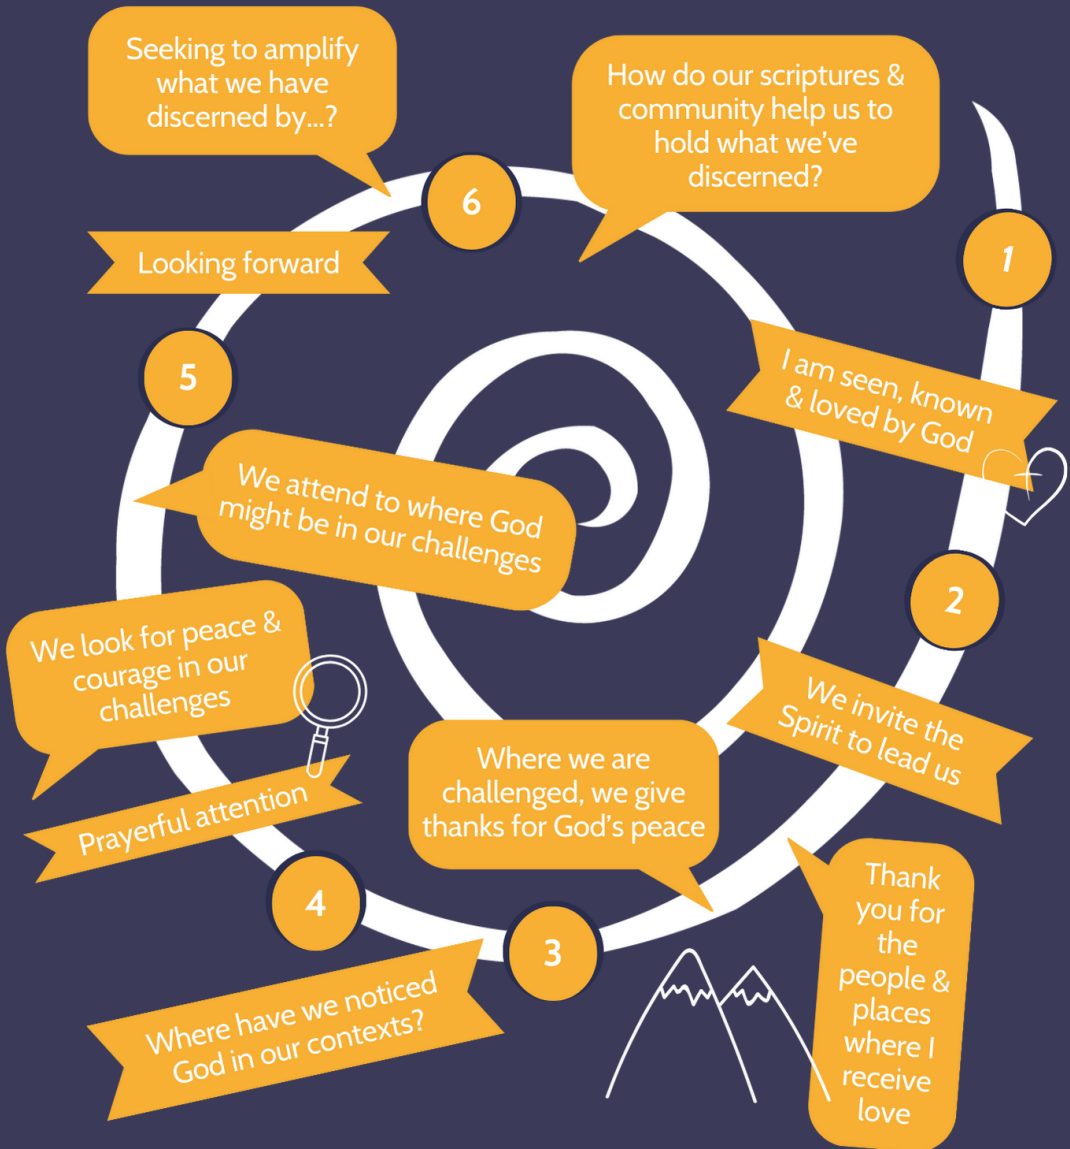 1
I am seen, known
& loved by God
2
We invite the
Spirit to lead us
Thank
you for
the
people &
places
where I
receive
love
Where we are
challenged, we give
thanks for God's peace
3
Where have we noticed
God in our contexts?
4
Prayerful attention
We look for peace &
courage in our
challenges
We attend to where God
might be in our challenges
5
Looking forward
Seeking to amplify
what we have
discerned by...?
6
How do our scriptures &
community help us to
hold what we've
discerned?